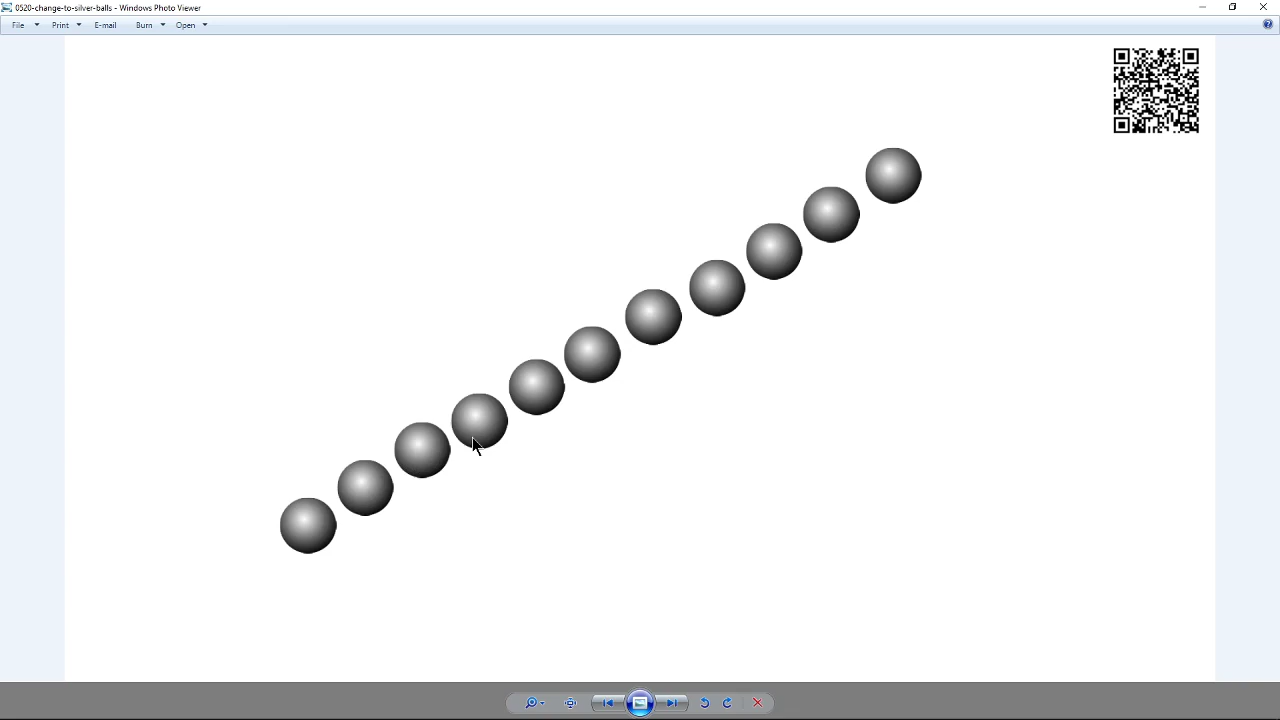 0520-change-to-silver-balls - Windows Photo Viewer
File Print E-mail Burn Open